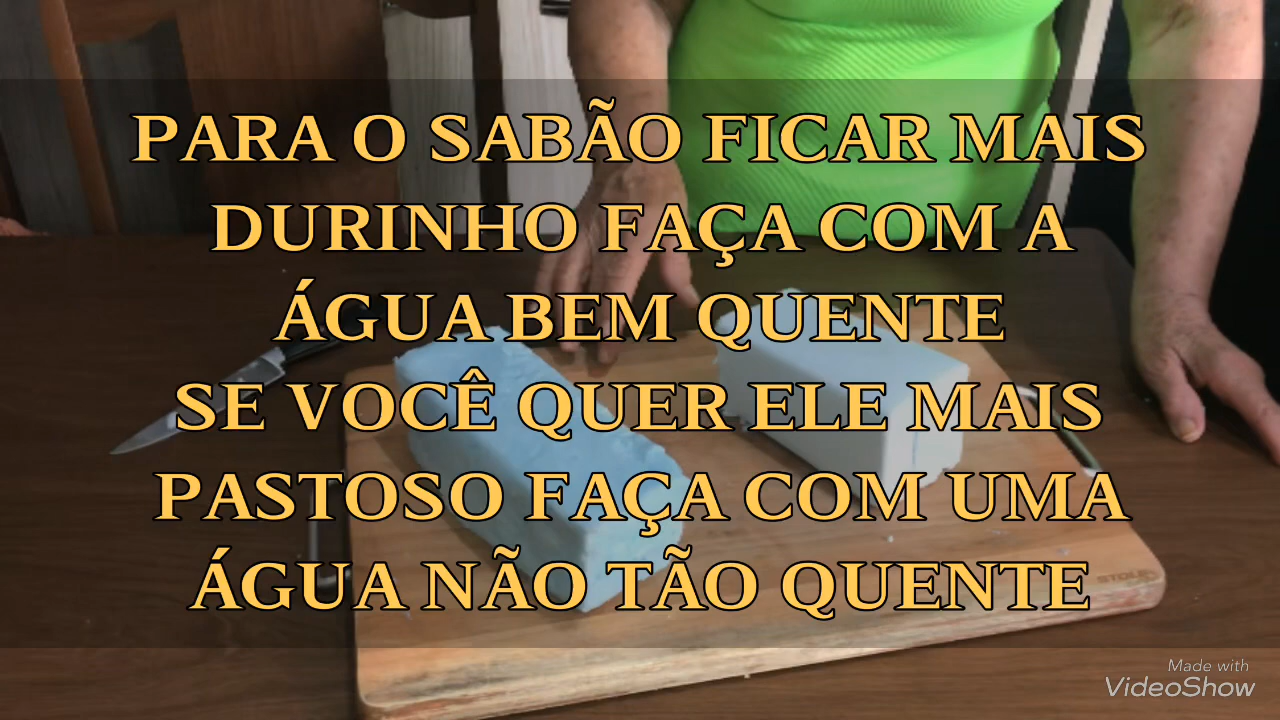 PARA O SABÃO FICAR MAIS
DURINHO FAÇA COM A
ÁGUA BEM QUENTE
SE VOCÊ QUER ELE MAIS
PASTOSO FAÇA COM UMA
ÁGUA NÃO TÃO QUENTE
STOLF
Made with
VideoShow